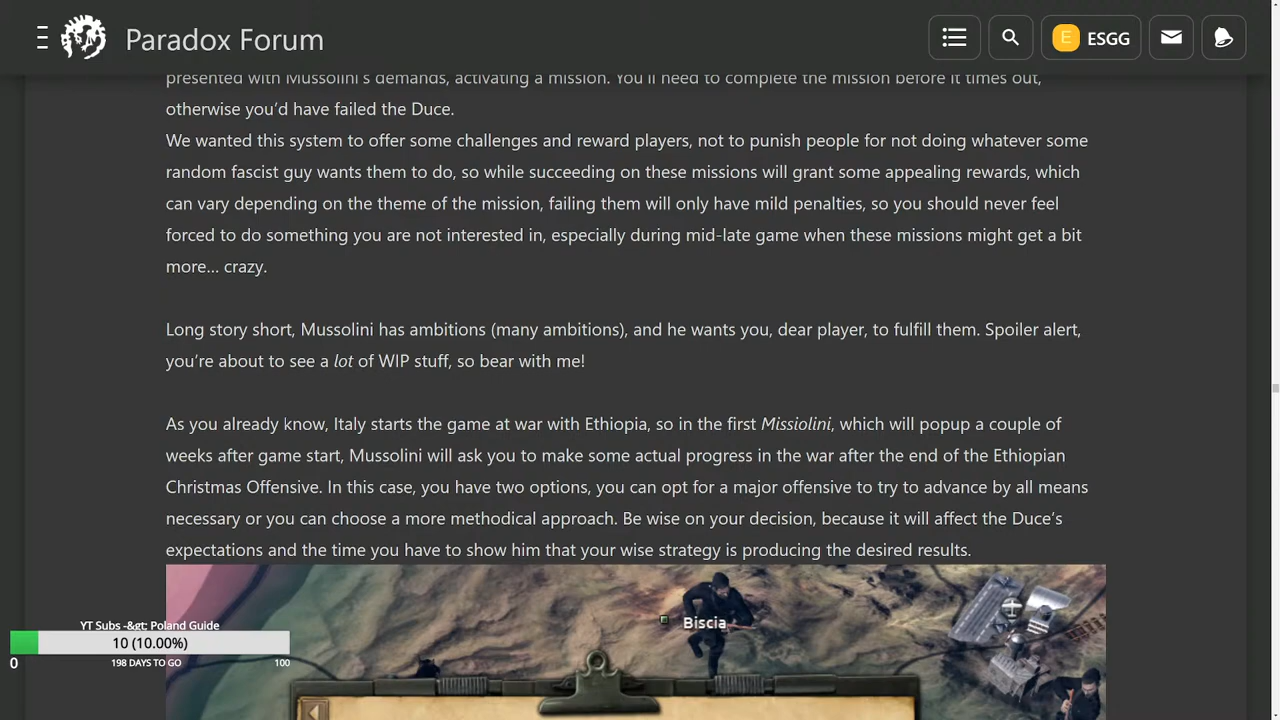 Paradox Forum
E ESGG
presented with Mussolini's demands, activating a mission. You'll need to complete the mission before it times out,
otherwise you'd have failed the Duce.
We wanted this system to offer some challenges and reward players, not to punish people for not doing whatever some
random fascist guy wants them to do, so while succeeding on these missions will grant some appealing rewards, which
can vary depending on the theme of the mission, failing them will only have mild penalties, so you should never feel
forced to do something you are not interested in, especially during mid-late game when these missions might get a bit
more... crazy.
Long story short, Mussolini has ambitions (many ambitions), and he wants you, dear player, to fulfill them. Spoiler alert,
you're about to see a lot of WIP stuff, so bear with me!
As you already know, Italy starts the game at war with Ethiopia, so in the first Missiolini, which will popup a couple of
weeks after game start, Mussolini will ask you to make some actual progress in the war after the end of the Ethiopian
Christmas Offensive. In this case, you have two options, you can opt for a major offensive to try to advance by all means
necessary or you can choose a more methodical approach. Be wise on your decision, because it will affect the Duce's
expectations and the time you have to show him that your wise strategy is producing the desired results.
Biscia
YT Subs -&gt; Poland Guide
10 (10.00%)
0 198 DAYS TO GO 100